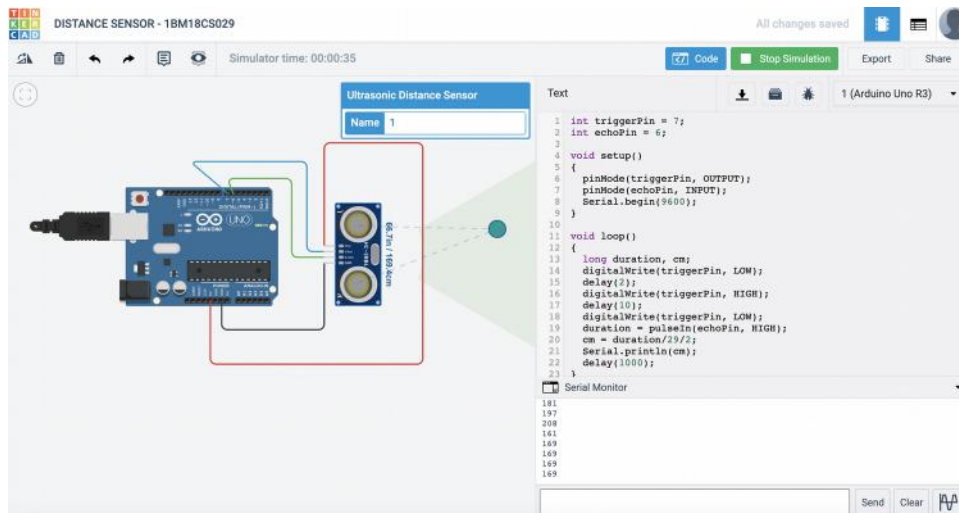 TIN
KER
CAD
DISTANCE SENSOR - 1BM18CS029
All changes saved
Simulator time: 00:00:35
Code
Stop Simulation
Export
Share
Ultrasonic Distance Sensor
Name 1
66.7in / 169.4cm
ARDUINO
UNO
DIGITAL (PWM~)
POWER
ANALOG IN
Text
1 (Arduino Uno R3)
1 int triggerPin = 7;
2 int echoPin = 6;
3
4 void setup()
5 {
6 pinMode(triggerPin, OUTPUT);
7 pinMode(echoPin, INPUT);
8 Serial.begin(9600);
9 }
10
11 void loop()
12 {
13 long duration, cm;
14 digitalWrite(triggerPin, LOW);
15 delay(2);
16 digitalWrite(triggerPin, HIGH);
17 delay(10);
18 digitalWrite(triggerPin, LOW);
19 duration = pulseIn(echoPin, HIGH);
20 cm = duration/29/2;
21 Serial.println(cm);
22 delay(1000);
23 }
Serial Monitor
181
197
208
161
169
169
169
169
Send
Clear